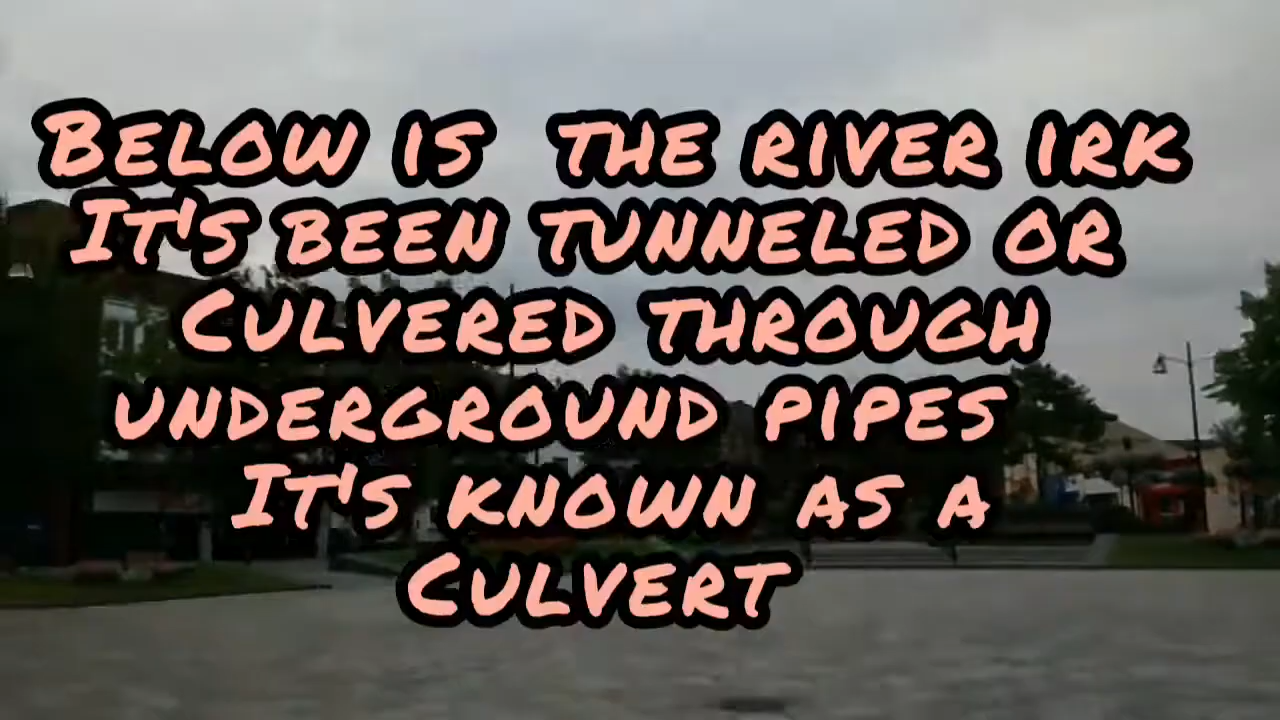 Below is the river irk
It's been tunneled or
Culvered through
underground pipes
It's known as a
Culvert